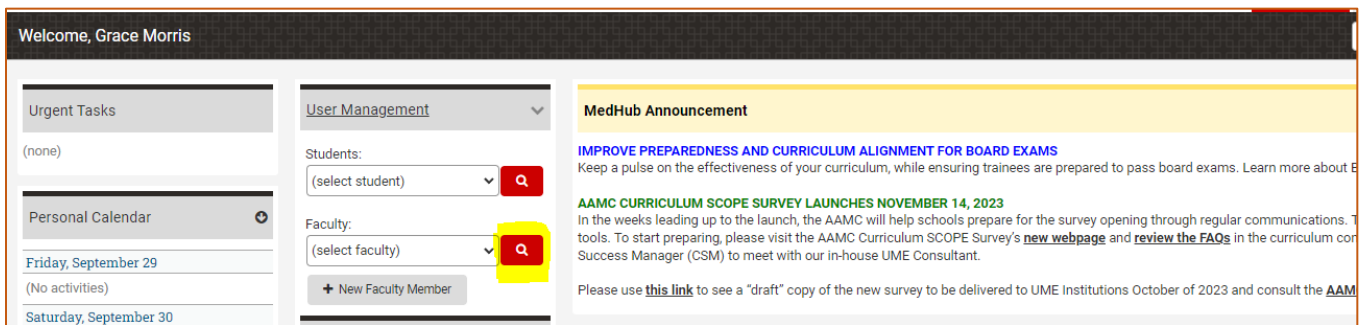 Welcome, Grace Morris
Urgent Tasks
(none)
Personal Calendar
Friday, September 29
(No activities)
Saturday, September 30
User Management
Students:
(select student)
Faculty:
(select faculty)
+ New Faculty Member
MedHub Announcement
IMPROVE PREPAREDNESS AND CURRICULUM ALIGNMENT FOR BOARD EXAMS
Keep a pulse on the effectiveness of your curriculum, while ensuring trainees are prepared to pass board exams. Learn more about
AAMC CURRICULUM SCOPE SURVEY LAUNCHES NOVEMBER 14, 2023
In the weeks leading up to the launch, the AAMC will help schools prepare for the survey opening through regular communications.
tools. To start preparing, please visit the AAMC Curriculum SCOPE Survey's new webpage and review the FAQs in the curriculum
Success Manager (CSM) to meet with our in-house UME Consultant.
Please use this link to see a “draft” copy of the new survey to be delivered to UME Institutions October of 2023 and consult the AAM